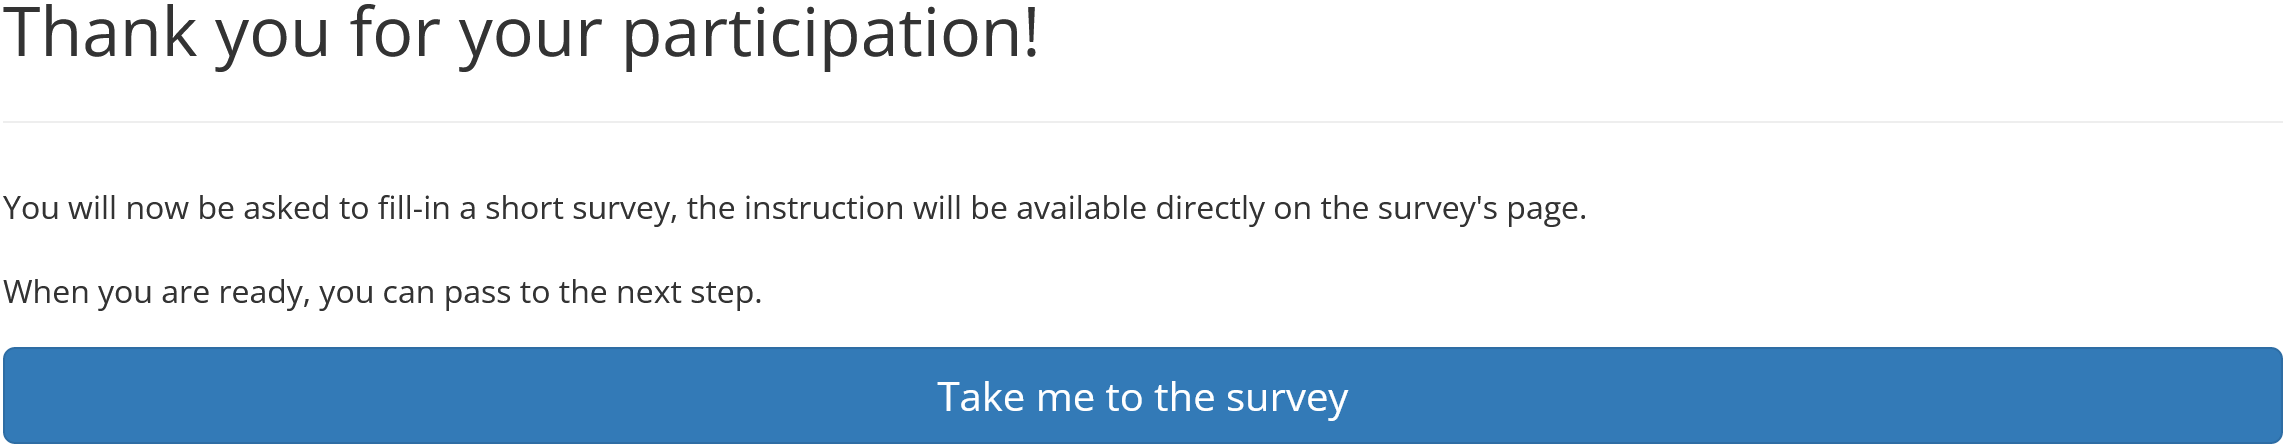 Thank you for your participation!
You will now be asked to fill-in a short survey, the instruction will be available directly on the survey's page.
When you are ready, you can pass to the next step.
Take me to the survey